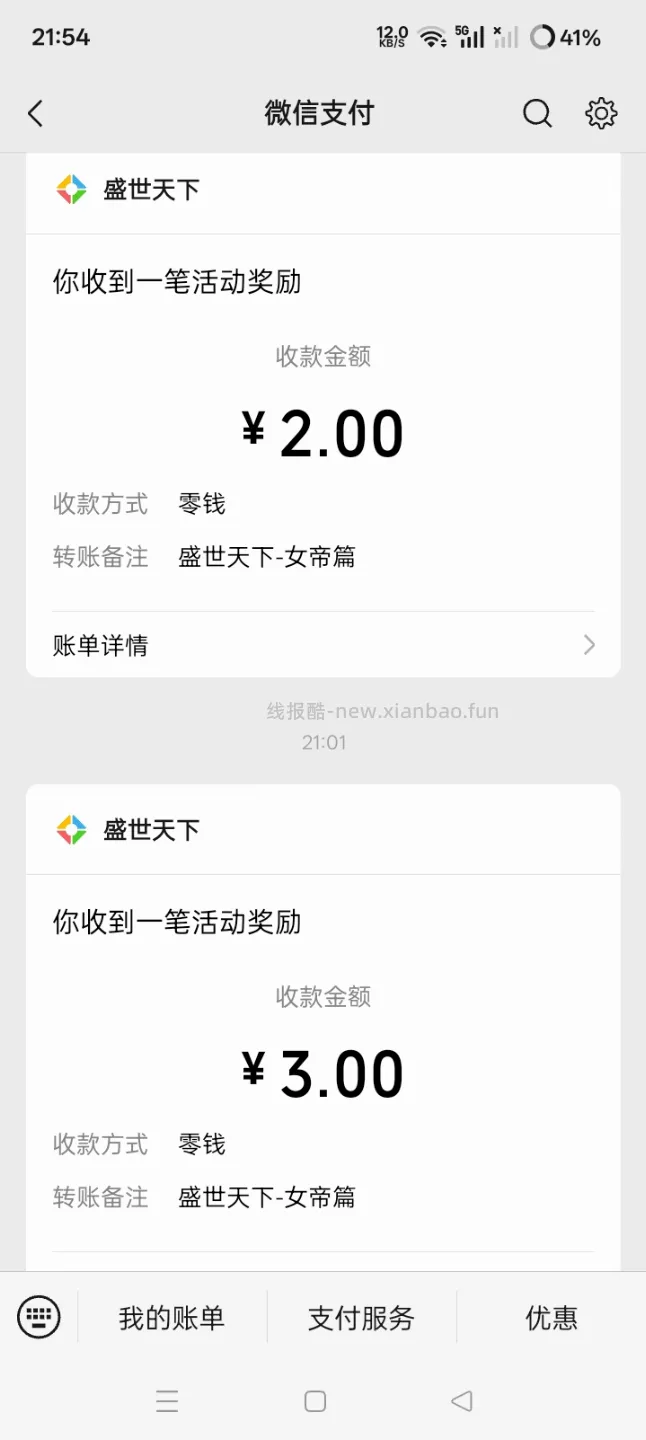 21:54
12.0 KB/S 5G 41%
微信支付
盛世天下
你收到一笔活动奖励
收款金额
¥2.00
收款方式 零钱
转账备注 盛世天下-女帝篇
账单详情
线报酷-new.xianbao.fun
21:01
盛世天下
你收到一笔活动奖励
收款金额
¥3.00
收款方式 零钱
转账备注 盛世天下-女帝篇
我的账单 支付服务 优惠